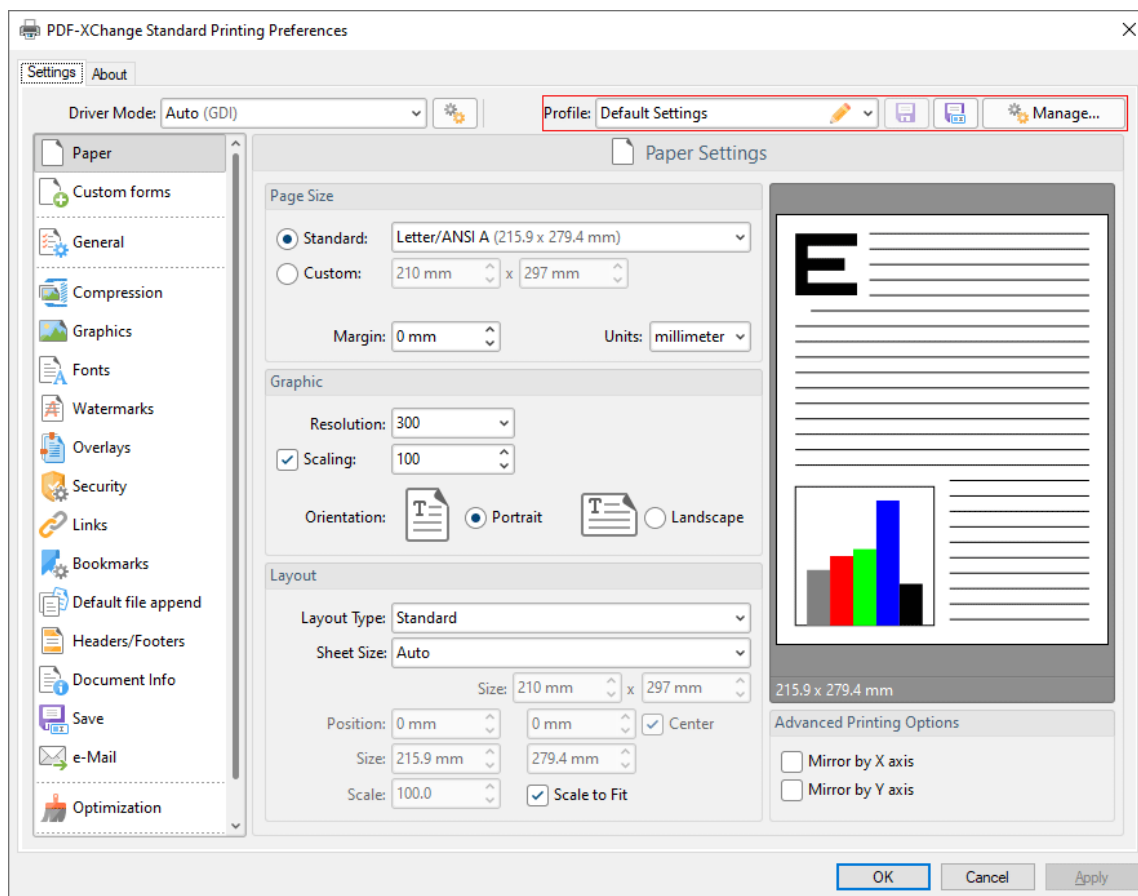 PDF-XChange Standard Printing Preferences
Settings About
Driver Mode: Auto (GDI) Profile: Default Settings Manage...
Paper
Custom forms
General
Compression
Graphics
Fonts
Watermarks
Overlays
Security
Links
Bookmarks
Default file append
Headers/Footers
Document Info
Save
e-Mail
Optimization
Paper Settings
Page Size
Standard: Letter/ANSI A (215.9 x 279.4 mm)
Custom: 210 mm x 297 mm
Margin: 0 mm Units: millimeter
Graphic
Resolution: 300
Scaling: 100
Orientation: T Portrait T Landscape
Layout
Layout Type: Standard
Sheet Size: Auto
Size: 210 mm x 297 mm
Position: 0 mm 0 mm Center
Size: 215.9 mm 279.4 mm
Scale: 100.0 Scale to Fit
E
215.9 x 279.4 mm
Advanced Printing Options
Mirror by X axis
Mirror by Y axis
OK Cancel Apply